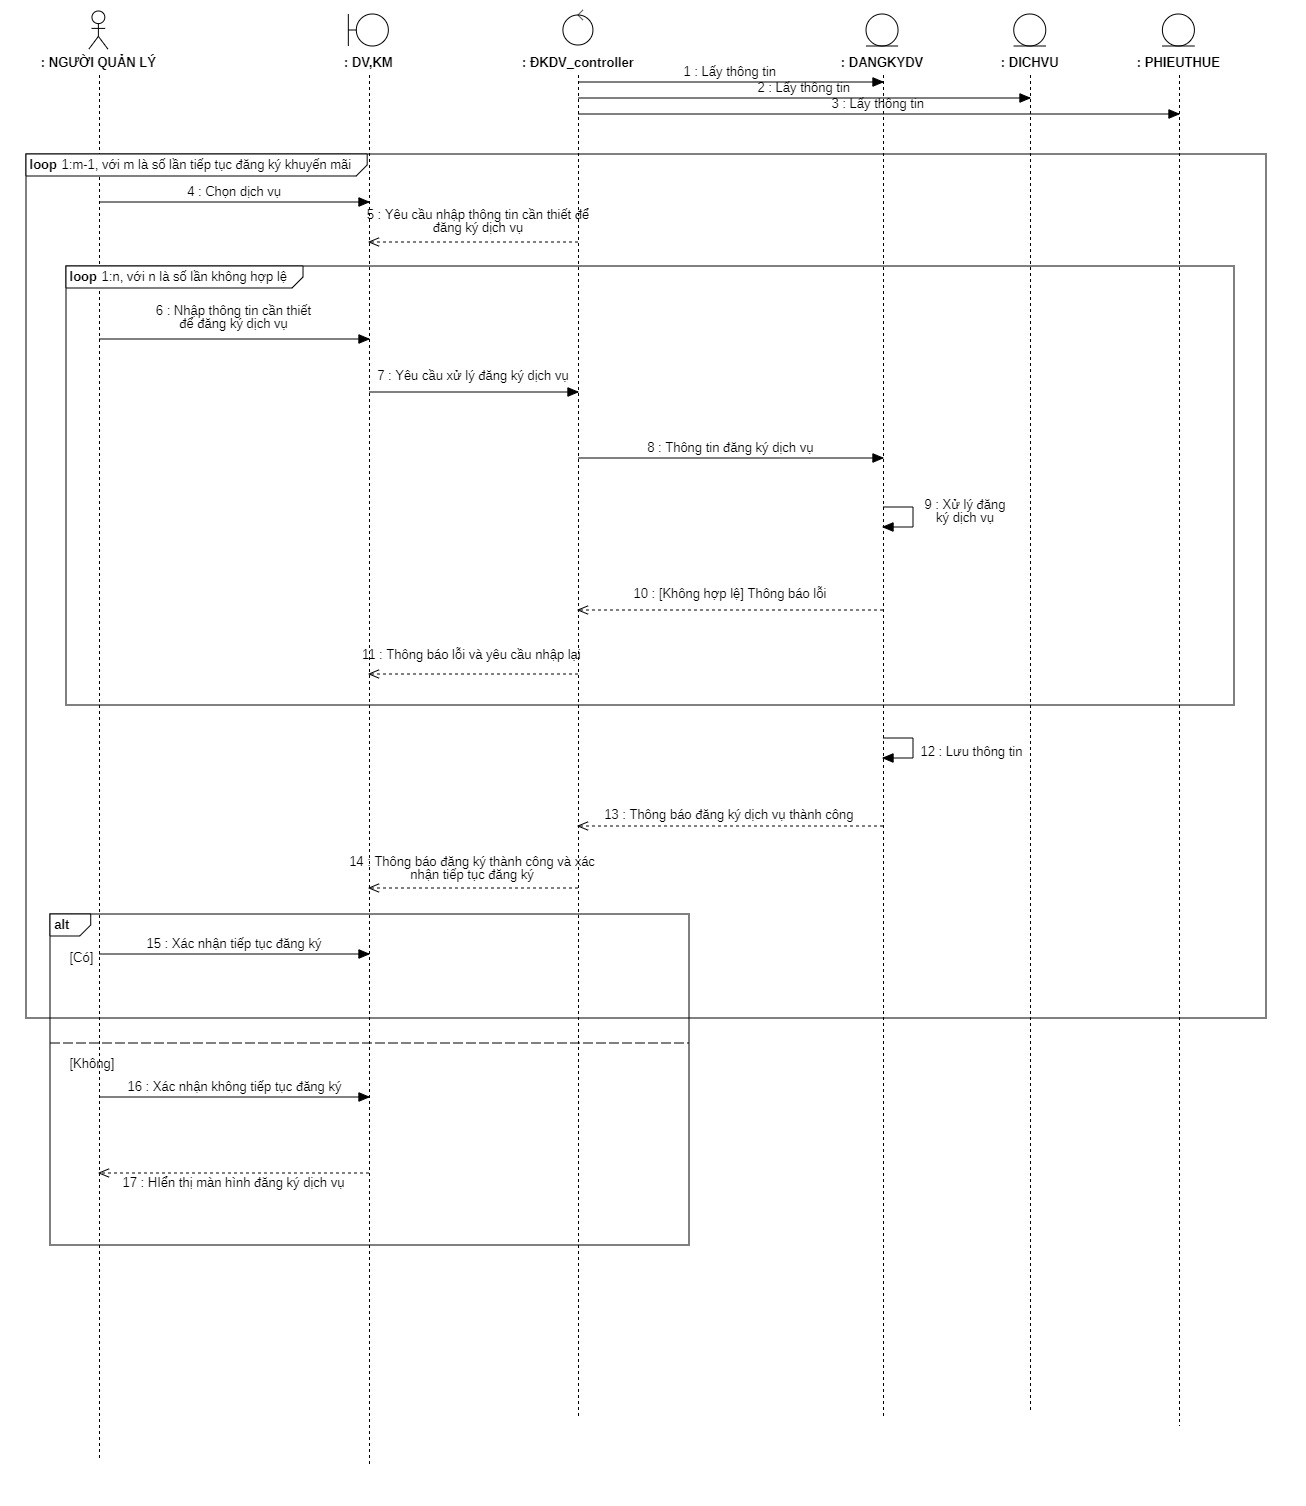 : NGƯỜI QUẢN LÝ
: DV,KM
: ĐKDV_controller
: DANGKYDV
: DICHVU
: PHIEUTHUE
1 : Lấy thông tin
2 : Lấy thông tin
3 : Lấy thông tin
loop 1:m-1, với m là số lần tiếp tục đăng ký khuyến mãi
4 : Chọn dịch vụ
5 : Yêu cầu nhập thông tin cần thiết để
đăng ký dịch vụ
loop 1:n, với n là số lần không hợp lệ
6 : Nhập thông tin cần thiết
để đăng ký dịch vụ
7 : Yêu cầu xử lý đăng ký dịch vụ
8 : Thông tin đăng ký dịch vụ
9 : Xử lý đăng
ký dịch vụ
10 : [Không hợp lệ] Thông báo lỗi
11 : Thông báo lỗi và yêu cầu nhập lại
12 : Lưu thông tin
13 : Thông báo đăng ký dịch vụ thành công
14 : Thông báo đăng ký thành công và xác
nhận tiếp tục đăng ký
alt
15 : Xác nhận tiếp tục đăng ký
[Có]
[Không]
16 : Xác nhận không tiếp tục đăng ký
17 : HIển thị màn hình đăng ký dịch vụ